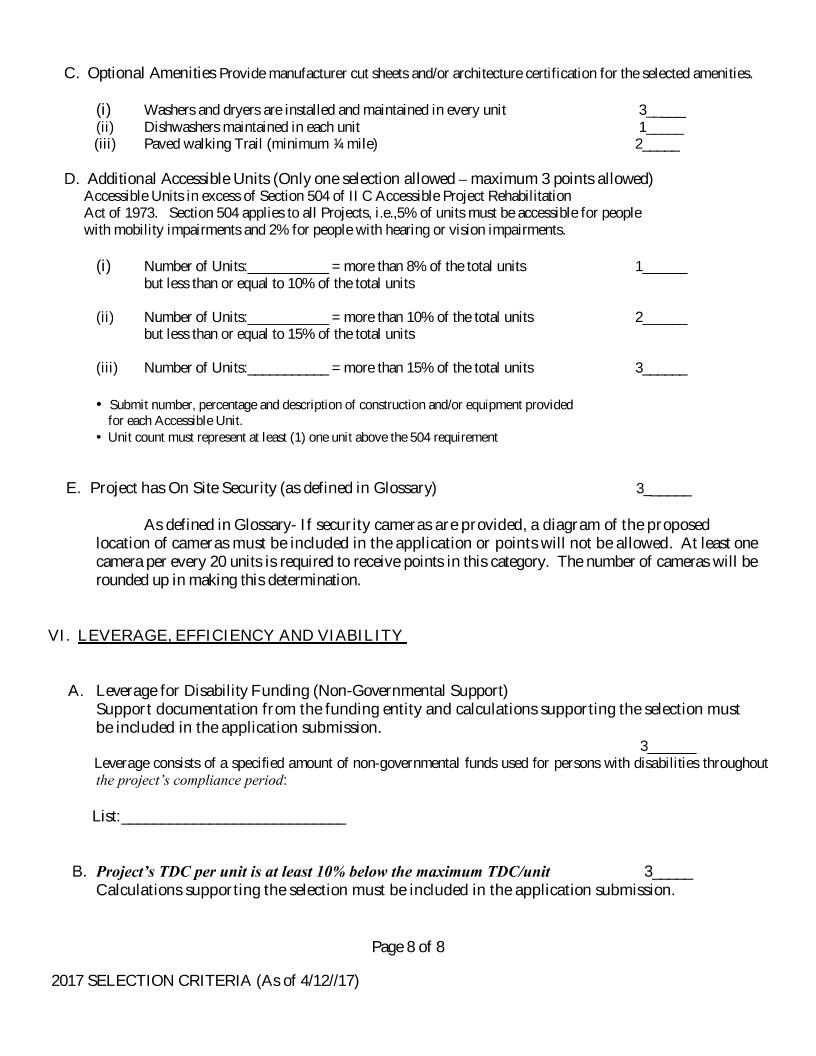 C. Optional Amenities Provide manufacturer cut sheets and/or architecture certification for the selected amenities.
(i) Washers and dryers are installed and maintained in every unit 3_____
(ii) Dishwashers maintained in each unit 1_____
(iii) Paved walking Trail (minimum ¼ mile) 2_____
D. Additional Accessible Units (Only one selection allowed – maximum 3 points allowed)
Accessible Units in excess of Section 504 of II C Accessible Project Rehabilitation
Act of 1973. Section 504 applies to all Projects, i.e.,5% of units must be accessible for people
with mobility impairments and 2% for people with hearing or vision impairments.
(i) Number of Units:___________ = more than 8% of the total units 1______
but less than or equal to 10% of the total units
(ii) Number of Units:___________ = more than 10% of the total units 2______
but less than or equal to 15% of the total units
(iii) Number of Units:___________ = more than 15% of the total units 3______
• Submit number, percentage and description of construction and/or equipment provided
for each Accessible Unit.
• Unit count must represent at least (1) one unit above the 504 requirement
E. Project has On Site Security (as defined in Glossary) 3______
As defined in Glossary- If security cameras are provided, a diagram of the proposed
location of cameras must be included in the application or points will not be allowed. At least one
camera per every 20 units is required to receive points in this category. The number of cameras will be
rounded up in making this determination.
VI. LEVERAGE, EFFICIENCY AND VIABILITY
A. Leverage for Disability Funding (Non-Governmental Support)
Support documentation from the funding entity and calculations supporting the selection must
be included in the application submission.
3______
Leverage consists of a specified amount of non-governmental funds used for persons with disabilities throughout
the project's compliance period:
List:____________________________
B. Project's TDC per unit is at least 10% below the maximum TDC/unit 3_____
Calculations supporting the selection must be included in the application submission.
Page 8 of 8
2017 SELECTION CRITERIA (As of 4/12//17)